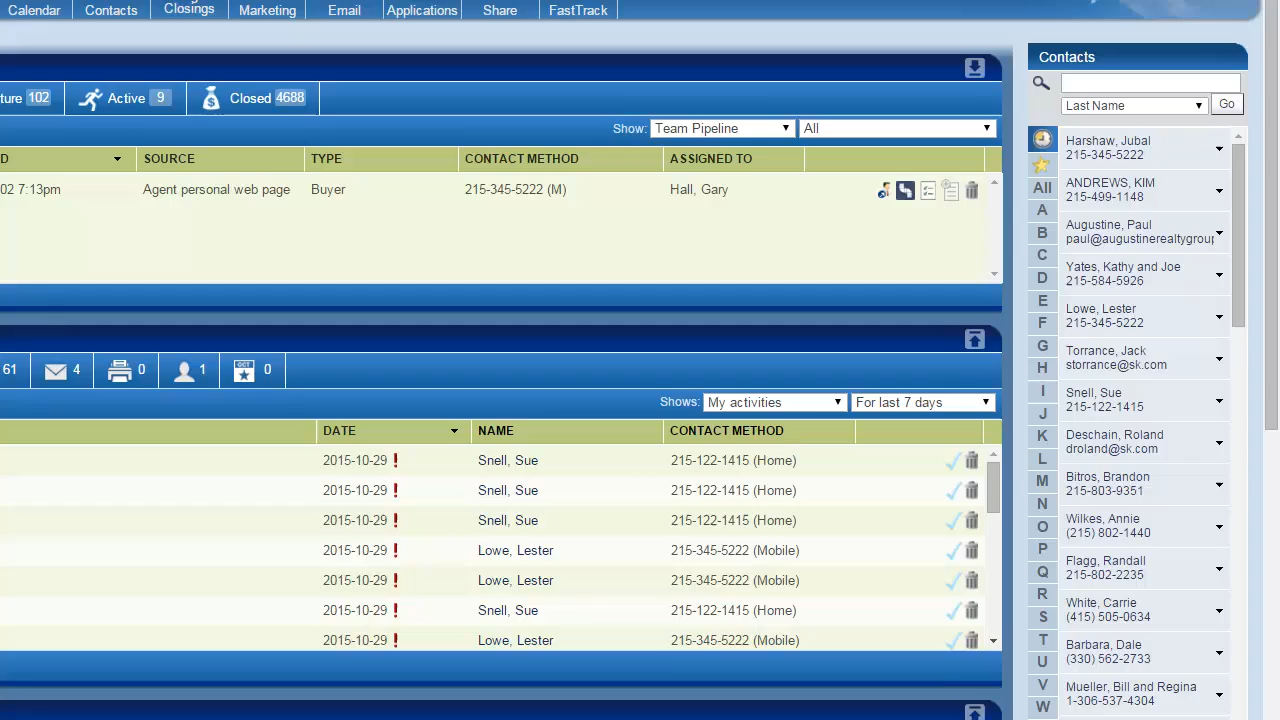 Calendar Contacts Closings Marketing Email Applications Share FastTrack
ture 102 Active 9 Closed 4688
Show: Team Pipeline All
D SOURCE TYPE CONTACT METHOD ASSIGNED TO
02 7:13pm Agent personal web page Buyer 215-345-5222 (M) Hall, Gary
61 4 0 1 OCT 0
Shows: My activities For last 7 days
DATE NAME CONTACT METHOD
2015-10-29 ! Snell, Sue 215-122-1415 (Home)
2015-10-29 ! Snell, Sue 215-122-1415 (Home)
2015-10-29 ! Snell, Sue 215-122-1415 (Home)
2015-10-29 ! Lowe, Lester 215-345-5222 (Mobile)
2015-10-29 ! Lowe, Lester 215-345-5222 (Mobile)
2015-10-29 ! Snell, Sue 215-122-1415 (Home)
2015-10-29 ! Lowe, Lester 215-345-5222 (Mobile)
Contacts
Last Name Go
All
A
B
C
D
E
F
G
H
I
J
K
L
M
N
O
P
Q
R
S
T
U
V
W
Harshaw, Jubal
215-345-5222
ANDREWS, KIM
215-499-1148
Augustine, Paul
paul@augustinerealtygroup
Yates, Kathy and Joe
215-584-5926
Lowe, Lester
215-345-5222
Torrance, Jack
storrance@sk.com
Snell, Sue
215-122-1415
Deschain, Roland
droland@sk.com
Bitros, Brandon
215-803-9351
Wilkes, Annie
(215) 802-1440
Flagg, Randall
215-802-2235
White, Carrie
(415) 505-0634
Barbara, Dale
(330) 562-2733
Mueller, Bill and Regina
1-306-537-4304